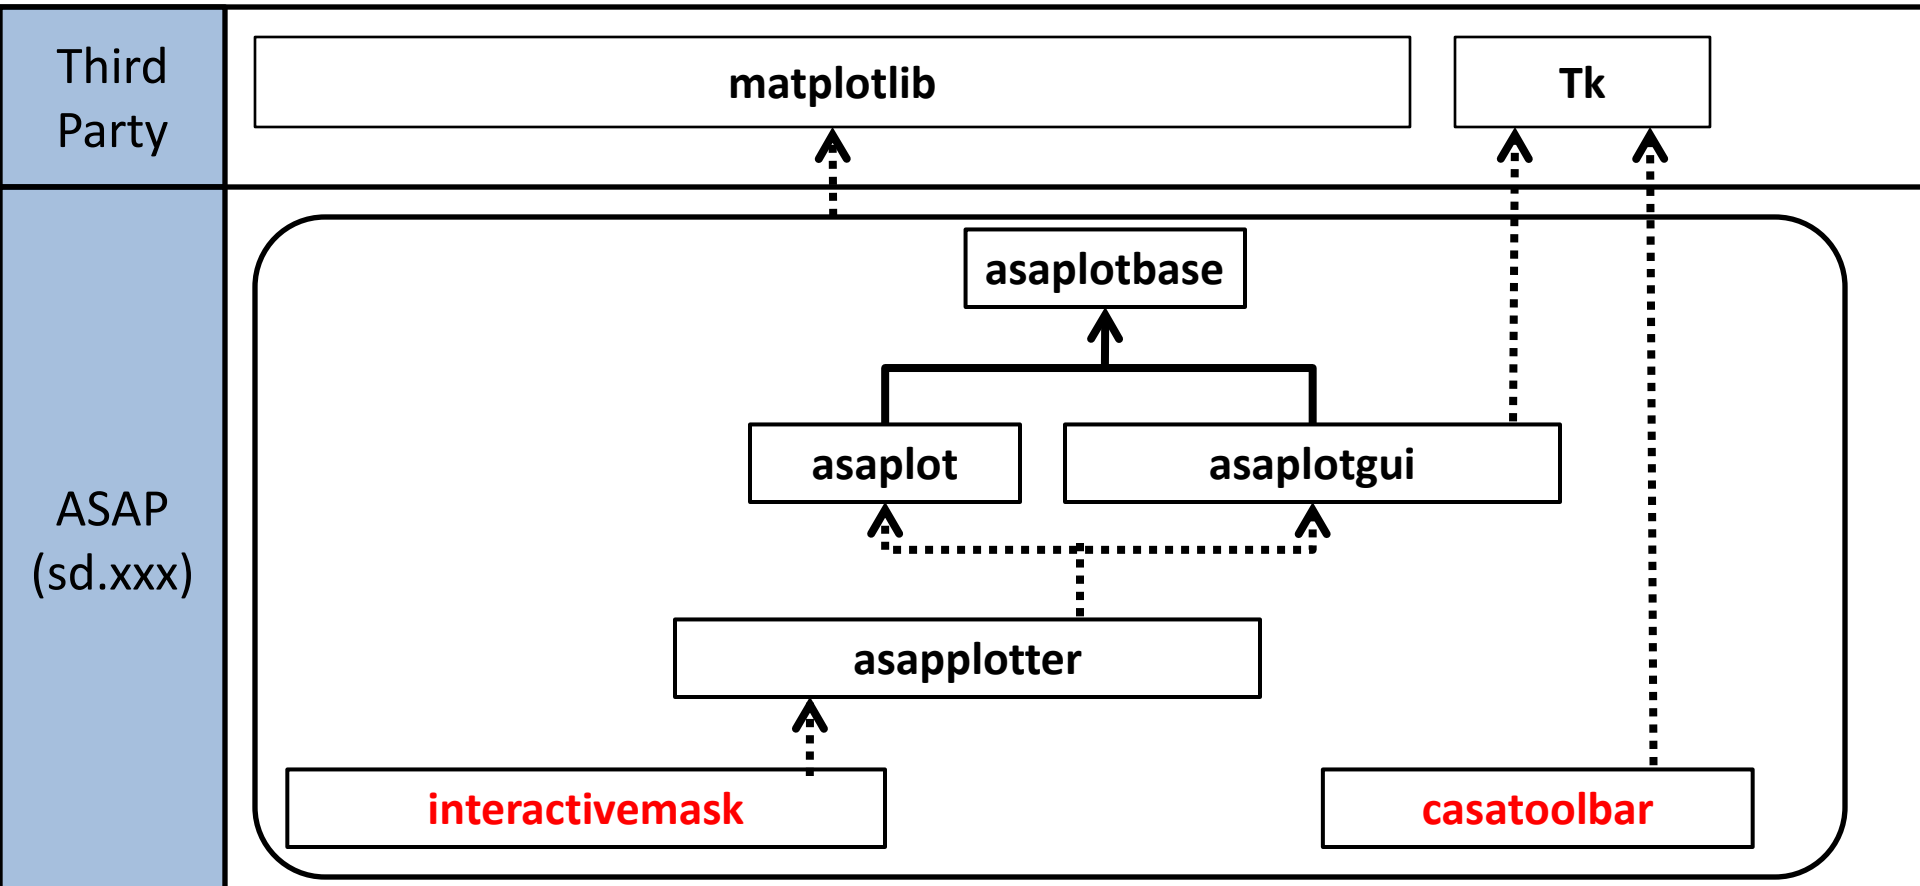 Third
Party
matplotlib
Tk
ASAP
(sd.xxx)
asaplotbase
asaplot
asaplotgui
asapplotter
interactivemask
casatoolbar